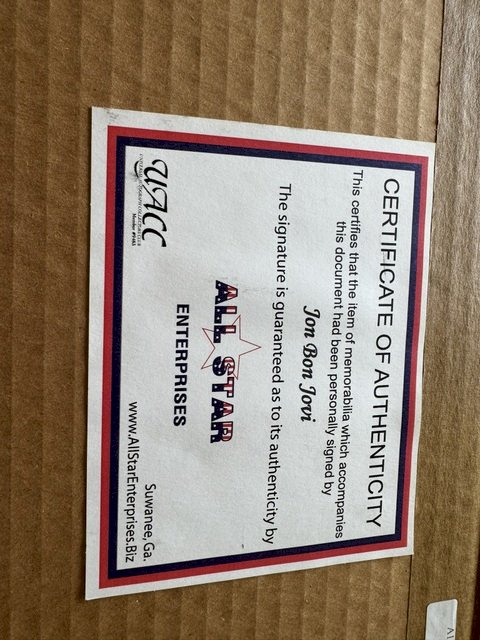 CERTIFICATE OF AUTHENTICITY
This certifies that the item of memorabilia which accompanies
this document had been personally signed by
Jon Bon Jovi
The signature is guaranteed as to its authenticity by
ALL STAR
ENTERPRISES
UACC
Suwanee, Ga.
www.AllStarEnterprises.Biz